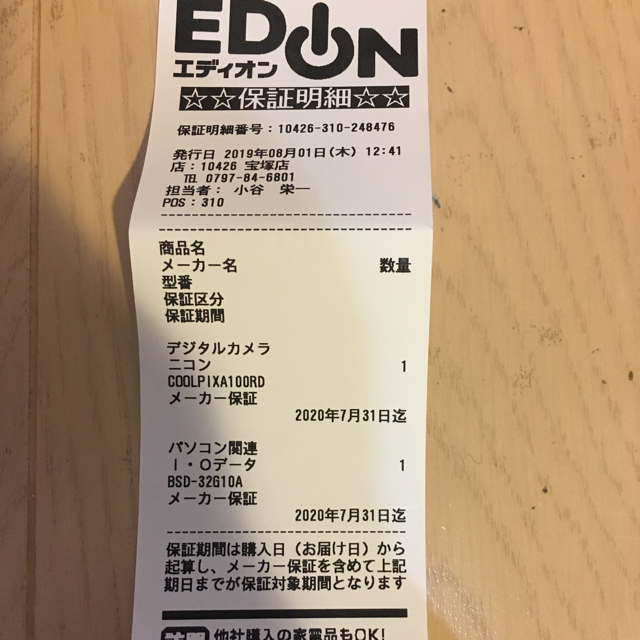 EDION
エディオン
☆☆保証明細☆☆
保証明細番号：10426-310-248476
発行日 2019年08月01日(木) 12:41
店：10426 宝塚店
TEL 0797-84-6801
担当者： 小谷 栄一
POS：310
商品名
メーカー名 数量
型番
保証区分
保証期間
デジタルカメラ
ニコン 1
COOLPIXA100RD
メーカー保証
2020年7月31日迄
パソコン関連
I・Oデータ 1
BSD-32G10A
メーカー保証
2020年7月31日迄
保証期間は購入日（お届け日）から
起算し、メーカー保証を含めて上記
期日までが保証対象期間となります
他社購入の家電品もOK!